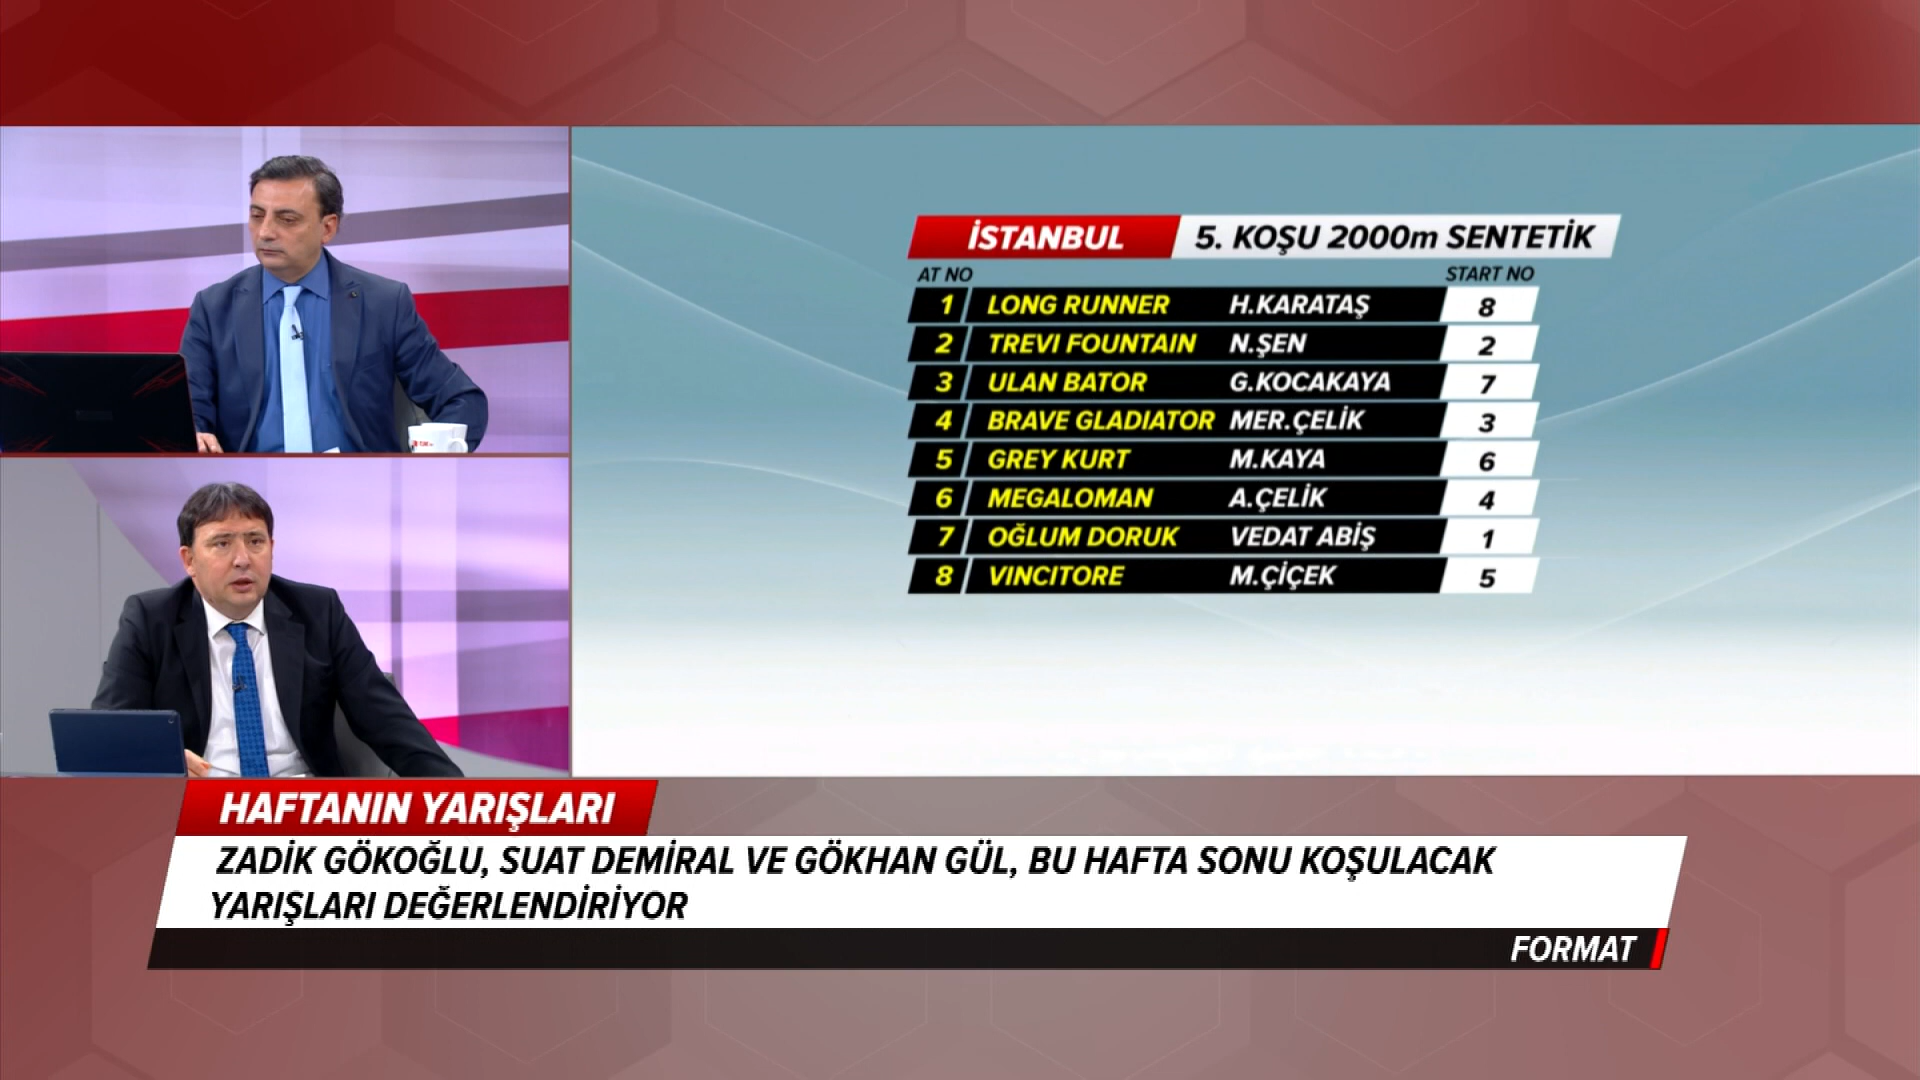 İSTANBUL 5. KOŞU 2000m SENTETİK
AT NO START NO
1 LONG RUNNER H.KARATAŞ 8
2 TREVI FOUNTAIN N.ŞEN 2
3 ULAN BATOR G.KOCAKAYA 7
4 BRAVE GLADIATOR MER.ÇELİK 3
5 GREY KURT M.KAYA 6
6 MEGALOMAN A.ÇELİK 4
7 OĞLUM DORUK VEDAT ABİŞ 1
8 VINCITORE M.ÇİÇEK 5
HAFTANIN YARIŞLARI
ZADİK GÖKOĞLU, SUAT DEMİRAL VE GÖKHAN GÜL, BU HAFTA SONU KOŞULACAK
YARIŞLARI DEĞERLENDİRİYOR
FORMAT